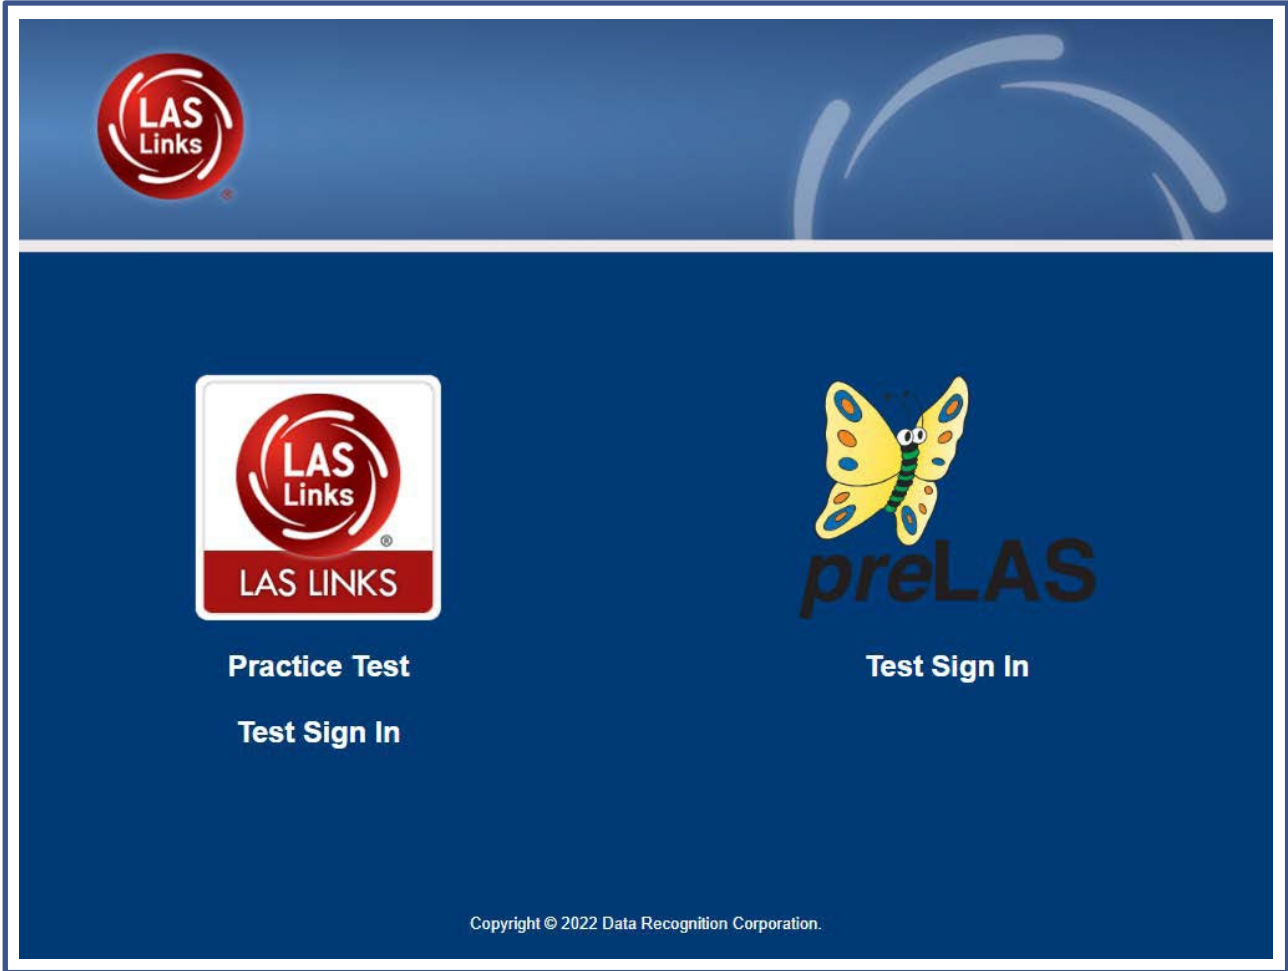 LAS
Links
®
LAS
Links
®
LAS LINKS
Practice Test
Test Sign In
preLAS
Test Sign In
Copyright © 2022 Data Recognition Corporation.